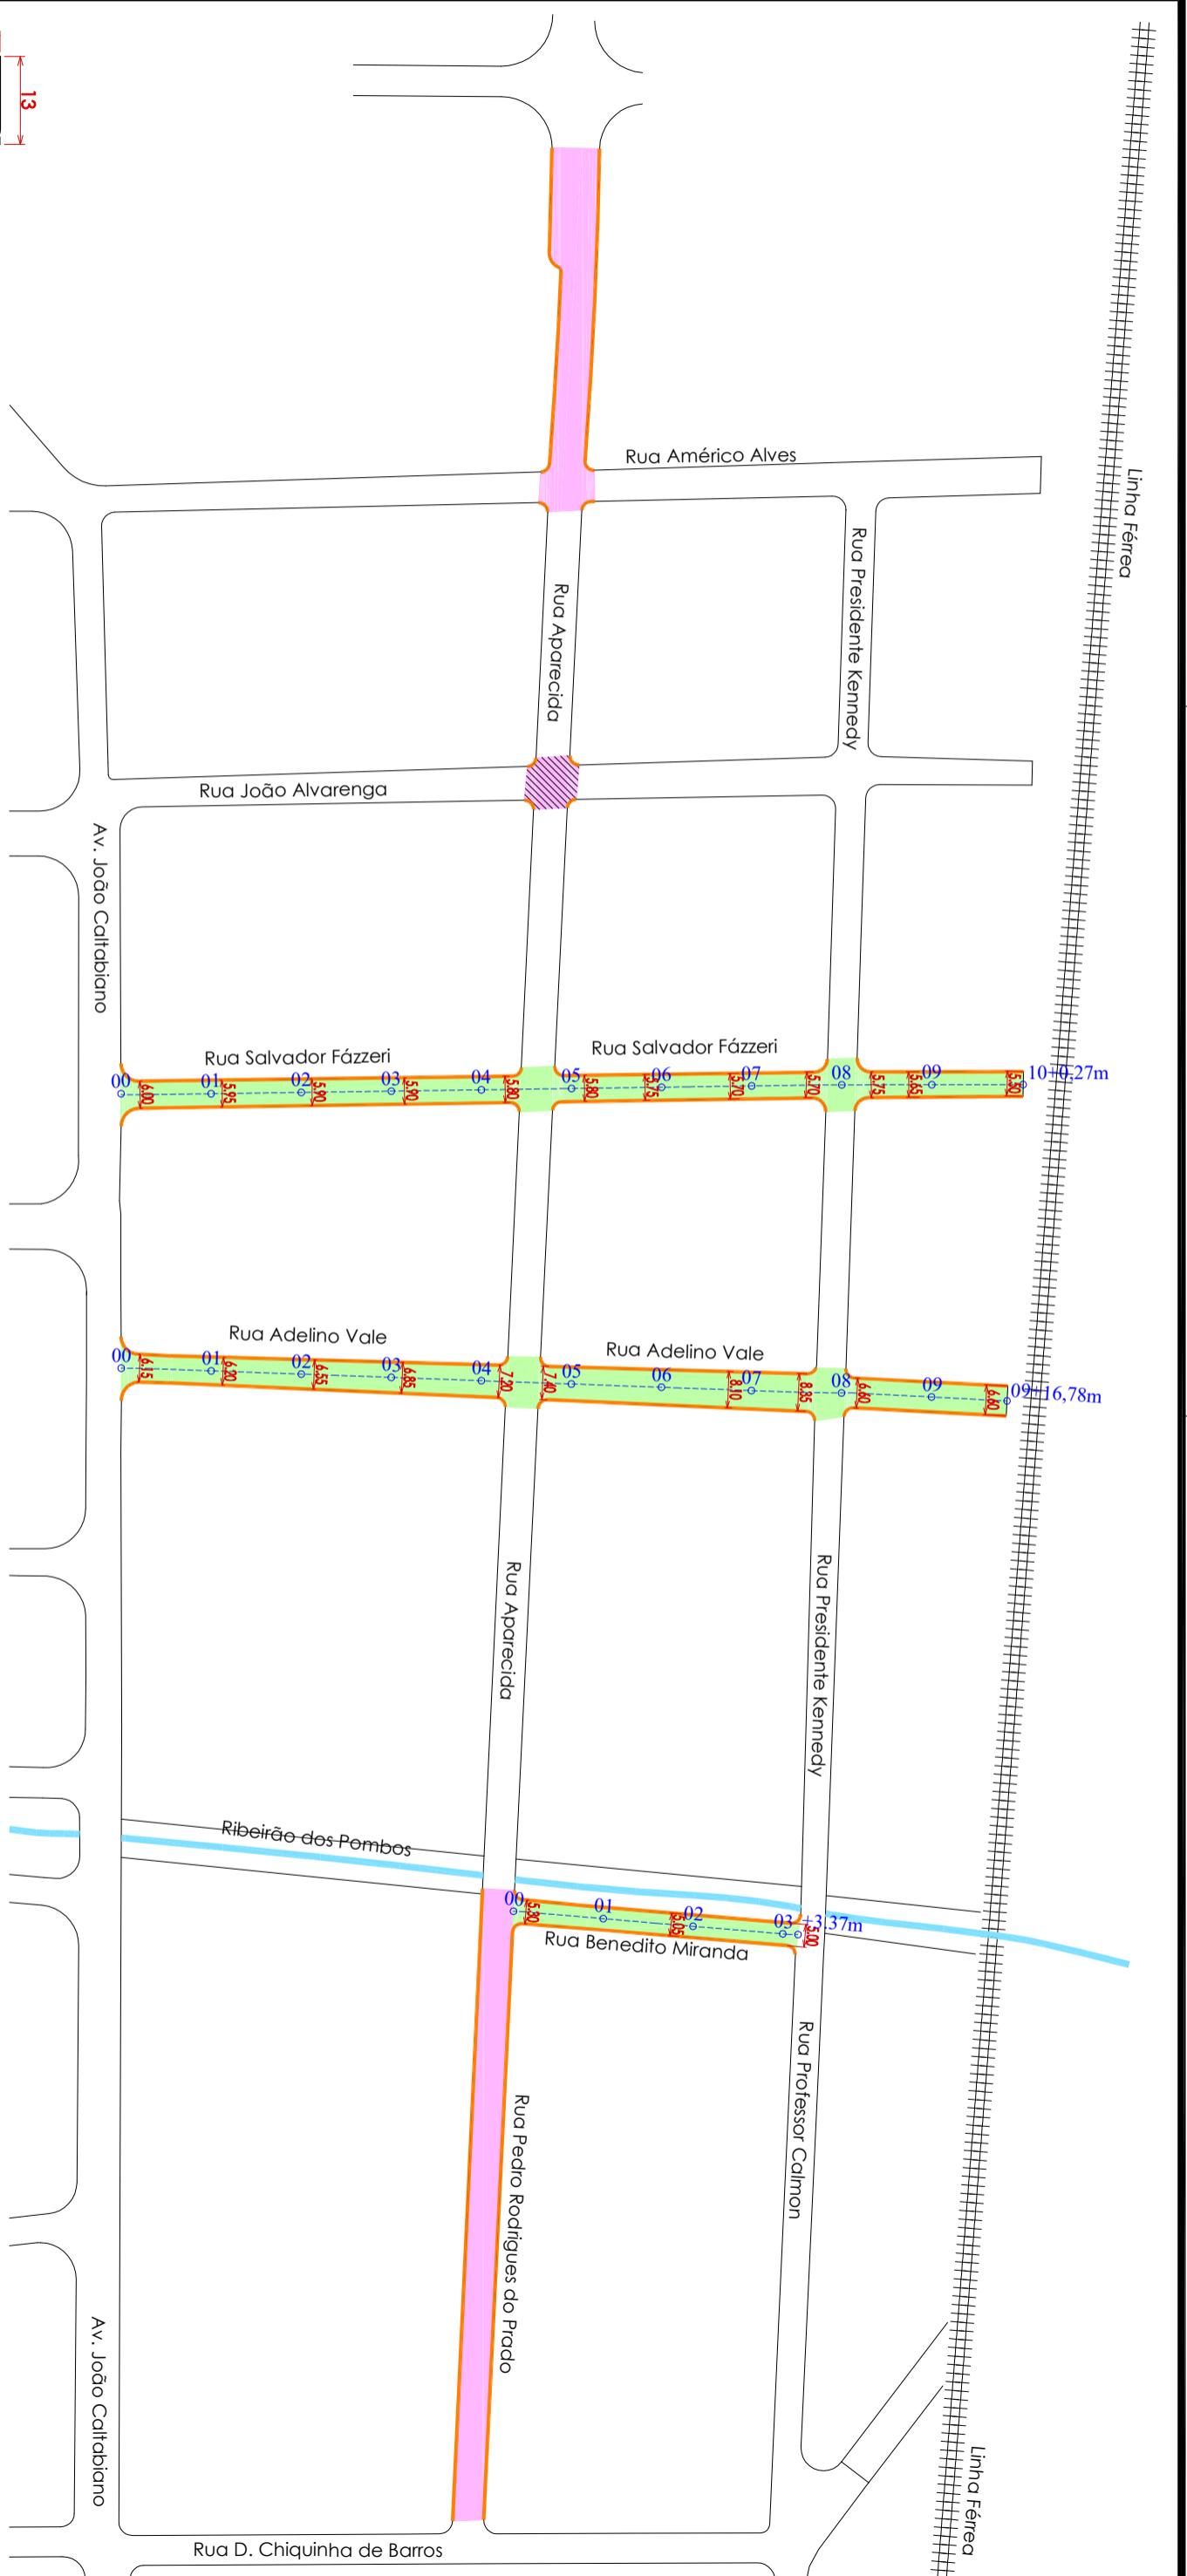 13
Rua Américo Alves
Linha Férrea
Rua Aparecida
Rua Presidente Kennedy
Rua João Alvarenga
Av. João Caltabiano
Rua Salvador Fázzeri
Rua Salvador Fázzeri
00 01 02 03 04 05 06 07 08 09 10+0,27m
6.00 5.95 5.90 5.90 5.80 5.80 5.75 5.70 5.70 5.75 5.65 5.50
Rua Adelino Vale
Rua Adelino Vale
00 01 02 03 04 05 06 07 08 09 09+16,78m
6.15 6.20 6.55 6.85 7.20 7.40 8.10 8.35 6.60 6.60
Rua Aparecida
Rua Presidente Kennedy
Ribeirão dos Pombos
00 01 02 03 +3.37m
5.30 5.05 5.00
Rua Benedito Miranda
Rua Professor Calmon
Rua Pedro Rodrigues do Prado
Av. João Caltabiano
Linha Férrea
Rua D. Chiquinha de Barros